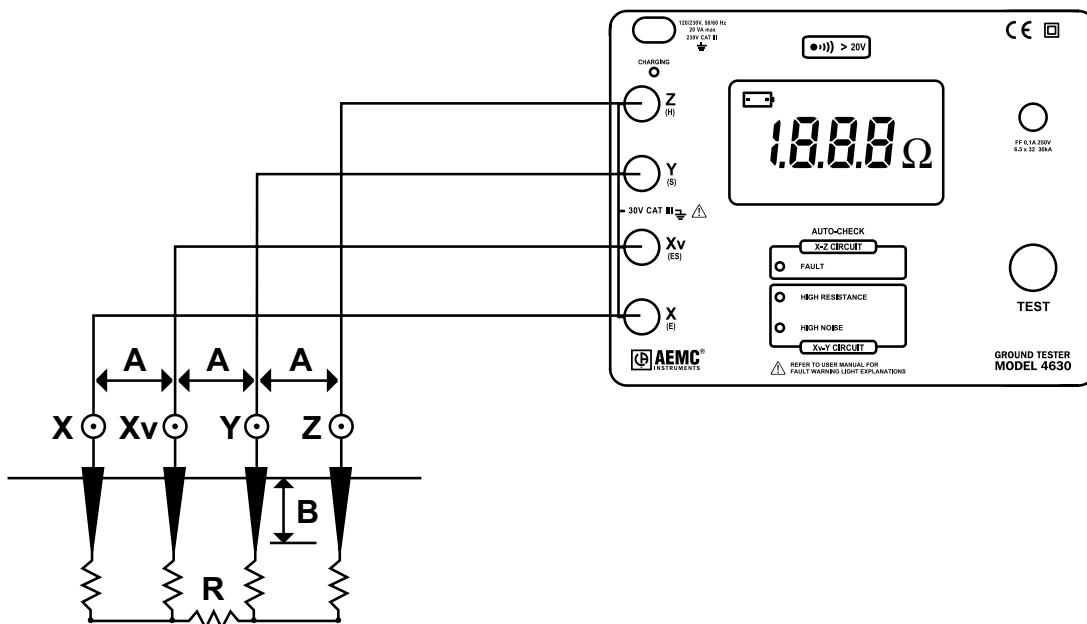 120/230V, 50/60 Hz
20 VA max
230V CAT III
CHARGING
>20V
CE
Z
(H)
1.8.8.8 Ω
FF 0,1A 250V
6.3 x 32 30kA
Y
(S)
30V CAT III
AUTO-CHECK
X-Z CIRCUIT
FAULT
Xv
(ES)
HIGH RESISTANCE
HIGH NOISE
Xv-Y CIRCUIT
TEST
X
(E)
AEMC®
INSTRUMENTS
REFER TO USER MANUAL FOR
FAULT WARNING LIGHT EXPLANATIONS
GROUND TESTER
MODEL 4630
A A A
X Xv Y Z
B
R